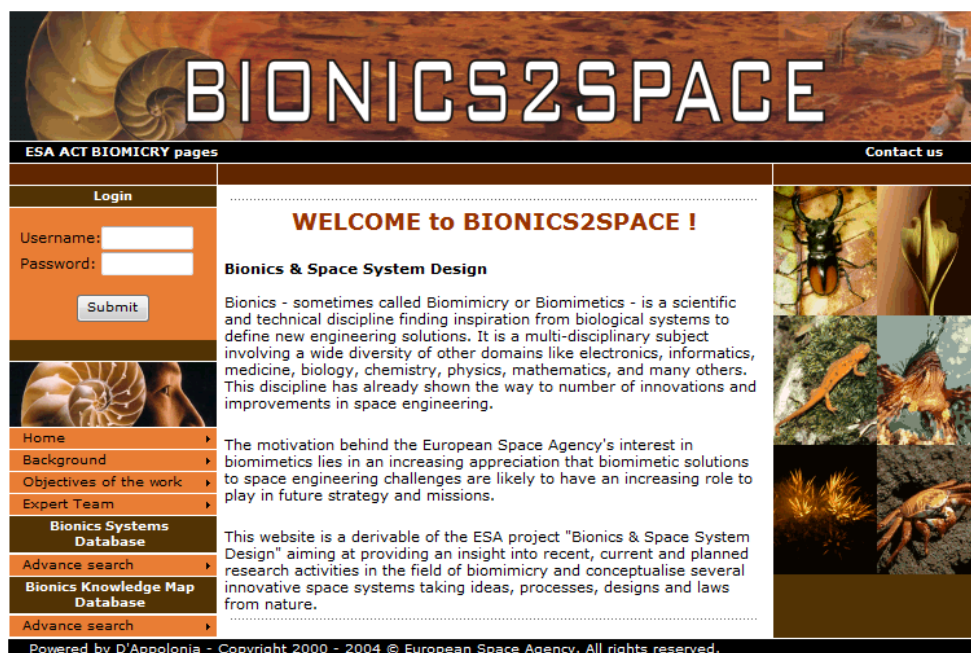 BIONICS2SPACE
ESA ACT BIOMICRY pages
Contact us
Login
Username:
Password:
Submit
Home
Background
Objectives of the work
Expert Team
Bionics Systems
Database
Advance search
Bionics Knowledge Map
Database
Advance search
WELCOME to BIONICS2SPACE !
Bionics & Space System Design
Bionics - sometimes called Biomimicry or Biomimetics - is a scientific
and technical discipline finding inspiration from biological systems to
define new engineering solutions. It is a multi-disciplinary subject
involving a wide diversity of other domains like electronics, informatics,
medicine, biology, chemistry, physics, mathematics, and many others.
This discipline has already shown the way to number of innovations and
improvements in space engineering.
The motivation behind the European Space Agency's interest in
biomimetics lies in an increasing appreciation that biomimetic solutions
to space engineering challenges are likely to have an increasing role to
play in future strategy and missions.
This website is a derivable of the ESA project "Bionics & Space System
Design" aiming at providing an insight into recent, current and planned
research activities in the field of biomimicry and conceptualise several
innovative space systems taking ideas, processes, designs and laws
from nature.
Powered by D'Appolonia - Copyright 2000 - 2004 © European Space Agency. All rights reserved.